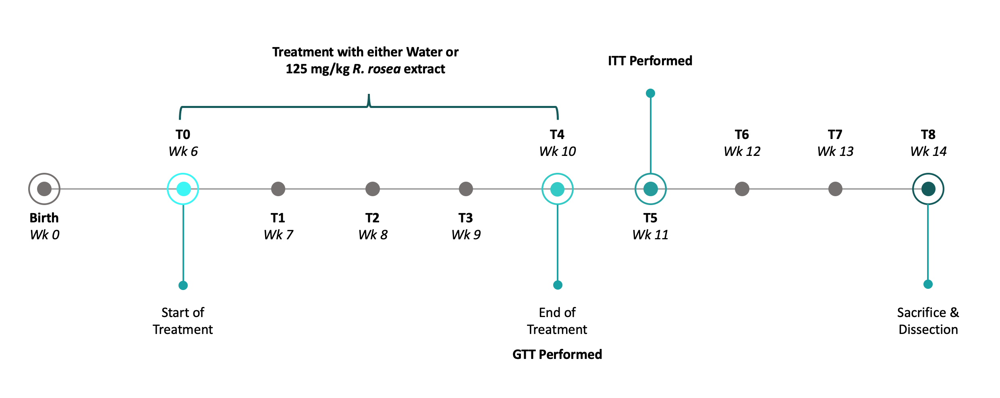 Treatment with either Water or
125 mg/kg R. rosea extract
ITT Performed
T0
Wk 6
T4
Wk 10
T6
Wk 12
T7
Wk 13
T8
Wk 14
Birth
Wk 0
T1
Wk 7
T2
Wk 8
T3
Wk 9
T5
Wk 11
Start of
Treatment
End of
Treatment
GTT Performed
Sacrifice &
Dissection